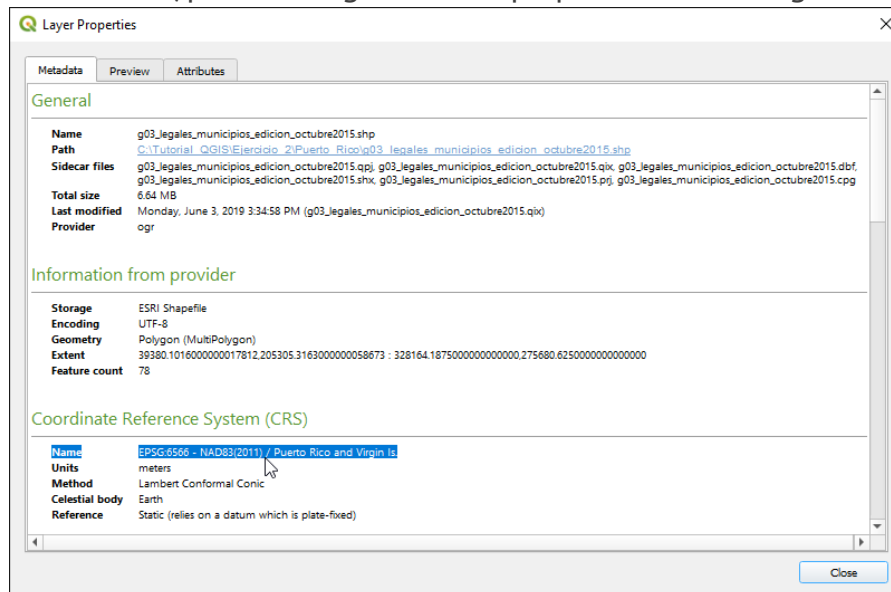 Layer Properties
Metadata Preview Attributes
General
Name g03_legales_municipios_edicion_octubre2015.shp
Path C:\Tutorial_QGIS\Ejercicio_2\Puerto_Rico\g03_legales_municipios_edicion_octubre2015.shp
Sidecar files g03_legales_municipios_edicion_octubre2015.qpj, g03_legales_municipios_edicion_octubre2015.qix, g03_legales_municipios_edicion_octubre2015.dbf,
g03_legales_municipios_edicion_octubre2015.shx, g03_legales_municipios_edicion_octubre2015.prj, g03_legales_municipios_edicion_octubre2015.cpg
Total size 6.64 MB
Last modified Monday, June 3, 2019 3:34:58 PM (g03_legales_municipios_edicion_octubre2015.qix)
Provider ogr
Information from provider
Storage ESRI Shapefile
Encoding UTF-8
Geometry Polygon (MultiPolygon)
Extent 39380.1016000000017812,205305.3163000000058673 : 328164.1875000000000000,275680.6250000000000000
Feature count 78
Coordinate Reference System (CRS)
Name EPSG:6566 - NAD83(2011) / Puerto Rico and Virgin Is.
Units meters
Method Lambert Conformal Conic
Celestial body Earth
Reference Static (relies on a datum which is plate-fixed)
Close